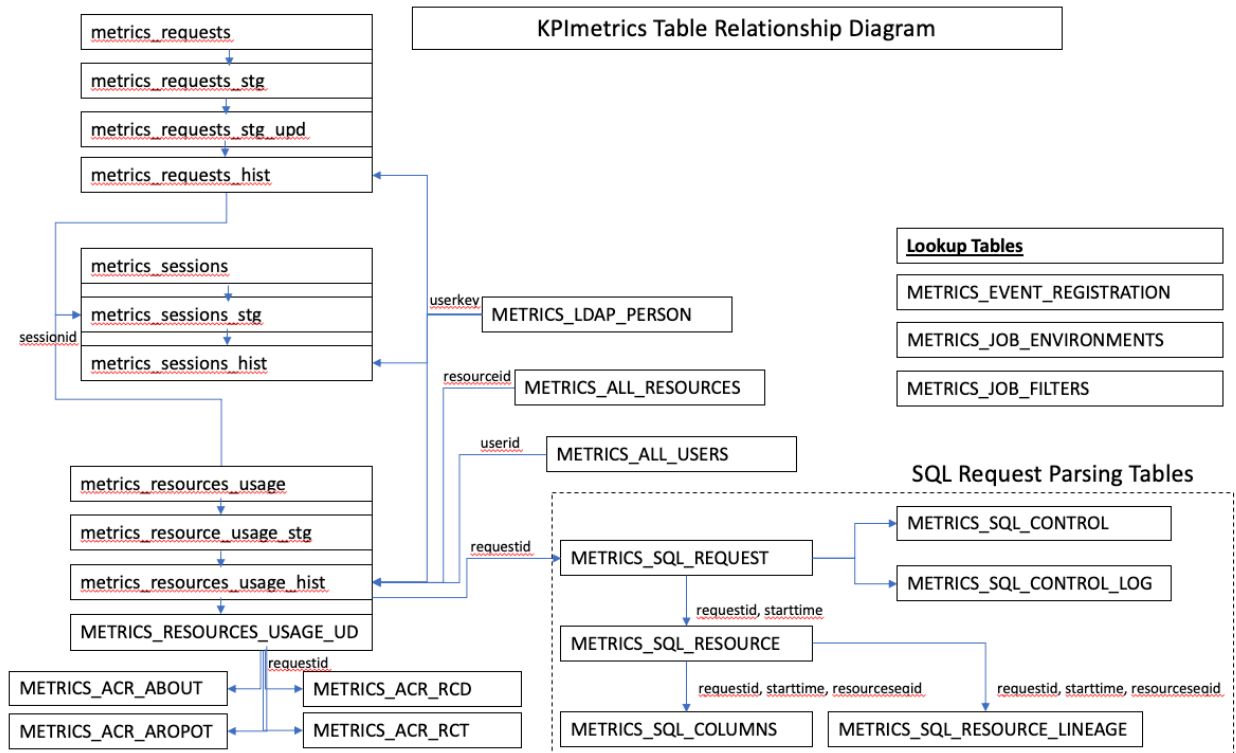 KPImetrics Table Relationship Diagram
metrics_requests
metrics_requests_stg
metrics_requests_stg_upd
metrics_requests_hist
metrics_sessions
metrics_sessions_stg
metrics_sessions_hist
sessionid
userkey
METRICS_LDAP_PERSON
resourceid
METRICS_ALL_RESOURCES
userid
METRICS_ALL_USERS
Lookup Tables
METRICS_EVENT_REGISTRATION
METRICS_JOB_ENVIRONMENTS
METRICS_JOB_FILTERS
metrics_resources_usage
metrics_resource_usage_stg
metrics_resources_usage_hist
METRICS_RESOURCES_USAGE_UD
requestid
METRICS_ACR_ABOUT
METRICS_ACR_RCD
METRICS_ACR_AROPOT
METRICS_ACR_RCT
SQL Request Parsing Tables
requestid
METRICS_SQL_REQUEST
METRICS_SQL_CONTROL
METRICS_SQL_CONTROL_LOG
requestid, starttime
METRICS_SQL_RESOURCE
requestid, starttime, resourceseqid
requestid, starttime, resourceseqid
METRICS_SQL_COLUMNS
METRICS_SQL_RESOURCE_LINEAGE